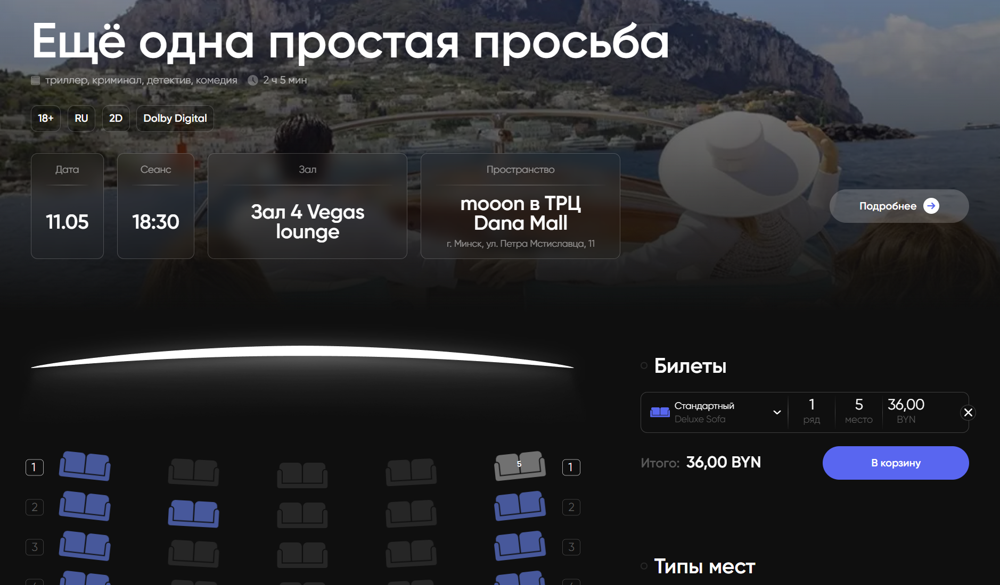 Ещё одна простая просьба
триллер, криминал, детектив, комедия 2 ч 5 мин
18+ RU 2D Dolby Digital
Дата
11.05
Сеанс
18:30
Зал
Зал 4 Vegas
lounge
Пространство
mooon в ТРЦ
Dana Mall
г. Минск, ул. Петра Мстиславца, 11
Подробнее
Билеты
Стандартный
Deluxe Sofa
1
ряд
5
место
36,00
BYN
Итого: 36,00 BYN
В корзину
1 5 1
2 2
3 3
Типы мест